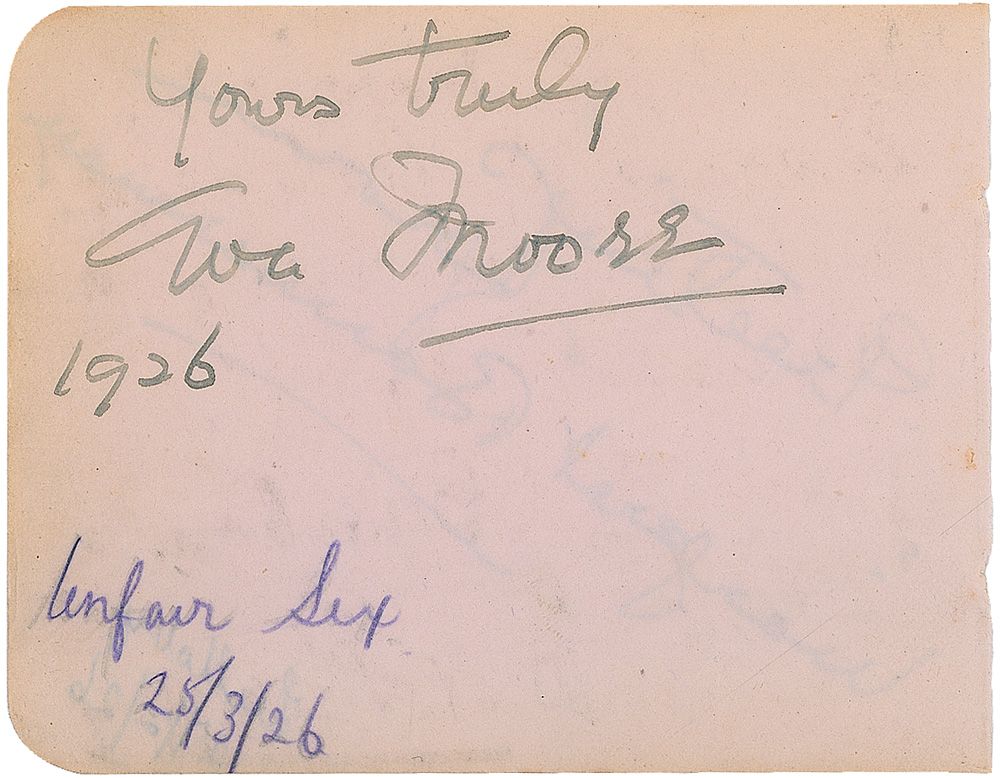 Yours truly
Eva Moore
1926
Unfair Sex
25/3/26